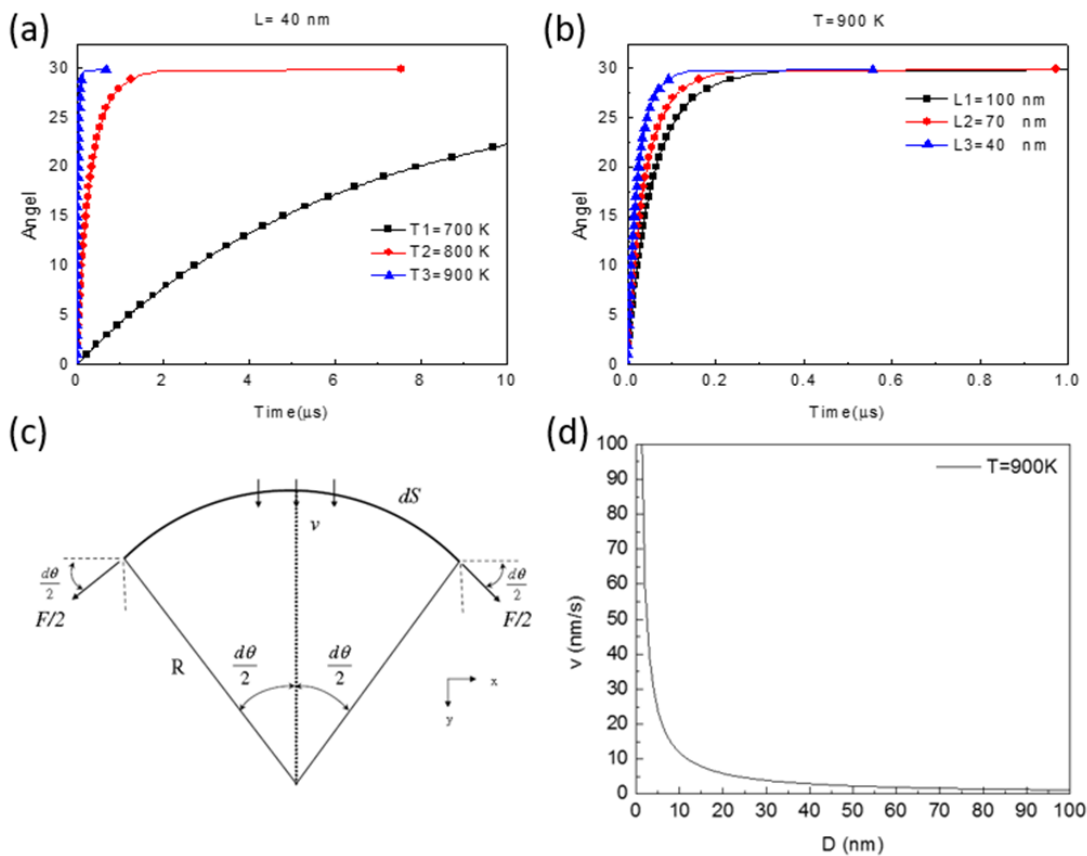 (a)
L= 40 nm
Angel
30
25
20
15
10
5
0
T1=700 K
T2=800 K
T3=900 K
0 2 4 6 8 10
Time(μs)
(b)
T=900 K
Angel
30
25
20
15
10
5
0
L1=100 nm
L2=70 nm
L3=40 nm
0.0 0.2 0.4 0.6 0.8 1.0
Time(μs)
(c)
dS
v
dθ/2
dθ/2
F/2
F/2
R
dθ/2
dθ/2
x
y
(d)
T=900K
v (nm/s)
100
90
80
70
60
50
40
30
20
10
0
0 10 20 30 40 50 60 70 80 90 100
D (nm)